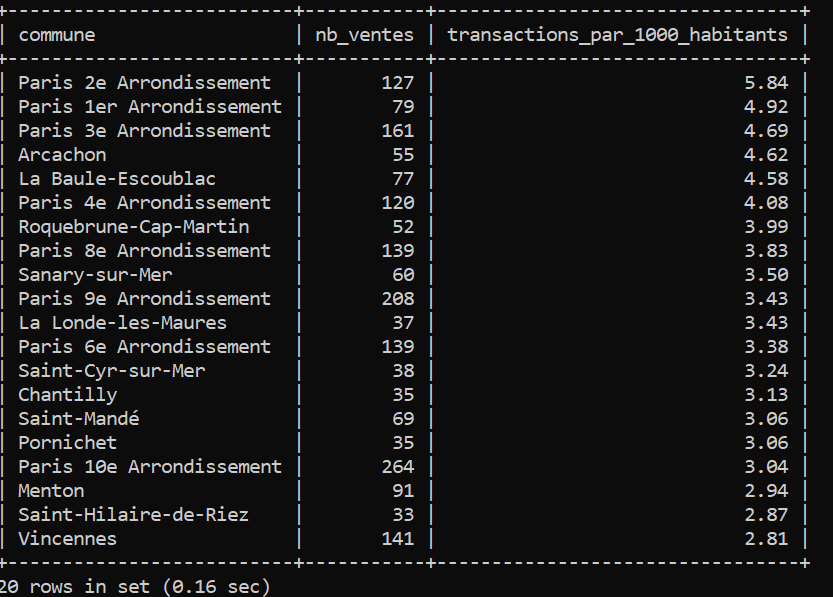 +--------------------------+-----------+--------------------------------+
| commune                  | nb_ventes | transactions_par_1000_habitants |
+--------------------------+-----------+--------------------------------+
| Paris 2e Arrondissement  |       127 |                            5.84 |
| Paris 1er Arrondissement |        79 |                            4.92 |
| Paris 3e Arrondissement  |       161 |                            4.69 |
| Arcachon                 |        55 |                            4.62 |
| La Baule-Escoublac       |        77 |                            4.58 |
| Paris 4e Arrondissement  |       120 |                            4.08 |
| Roquebrune-Cap-Martin    |        52 |                            3.99 |
| Paris 8e Arrondissement  |       139 |                            3.83 |
| Sanary-sur-Mer           |        60 |                            3.50 |
| Paris 9e Arrondissement  |       208 |                            3.43 |
| La Londe-les-Maures      |        37 |                            3.43 |
| Paris 6e Arrondissement  |       139 |                            3.38 |
| Saint-Cyr-sur-Mer        |        38 |                            3.24 |
| Chantilly                |        35 |                            3.13 |
| Saint-Mandé              |        69 |                            3.06 |
| Pornichet                |        35 |                            3.06 |
| Paris 10e Arrondissement |       264 |                            3.04 |
| Menton                   |        91 |                            2.94 |
| Saint-Hilaire-de-Riez    |        33 |                            2.87 |
| Vincennes                |       141 |                            2.81 |
+--------------------------+-----------+--------------------------------+
20 rows in set (0.16 sec)